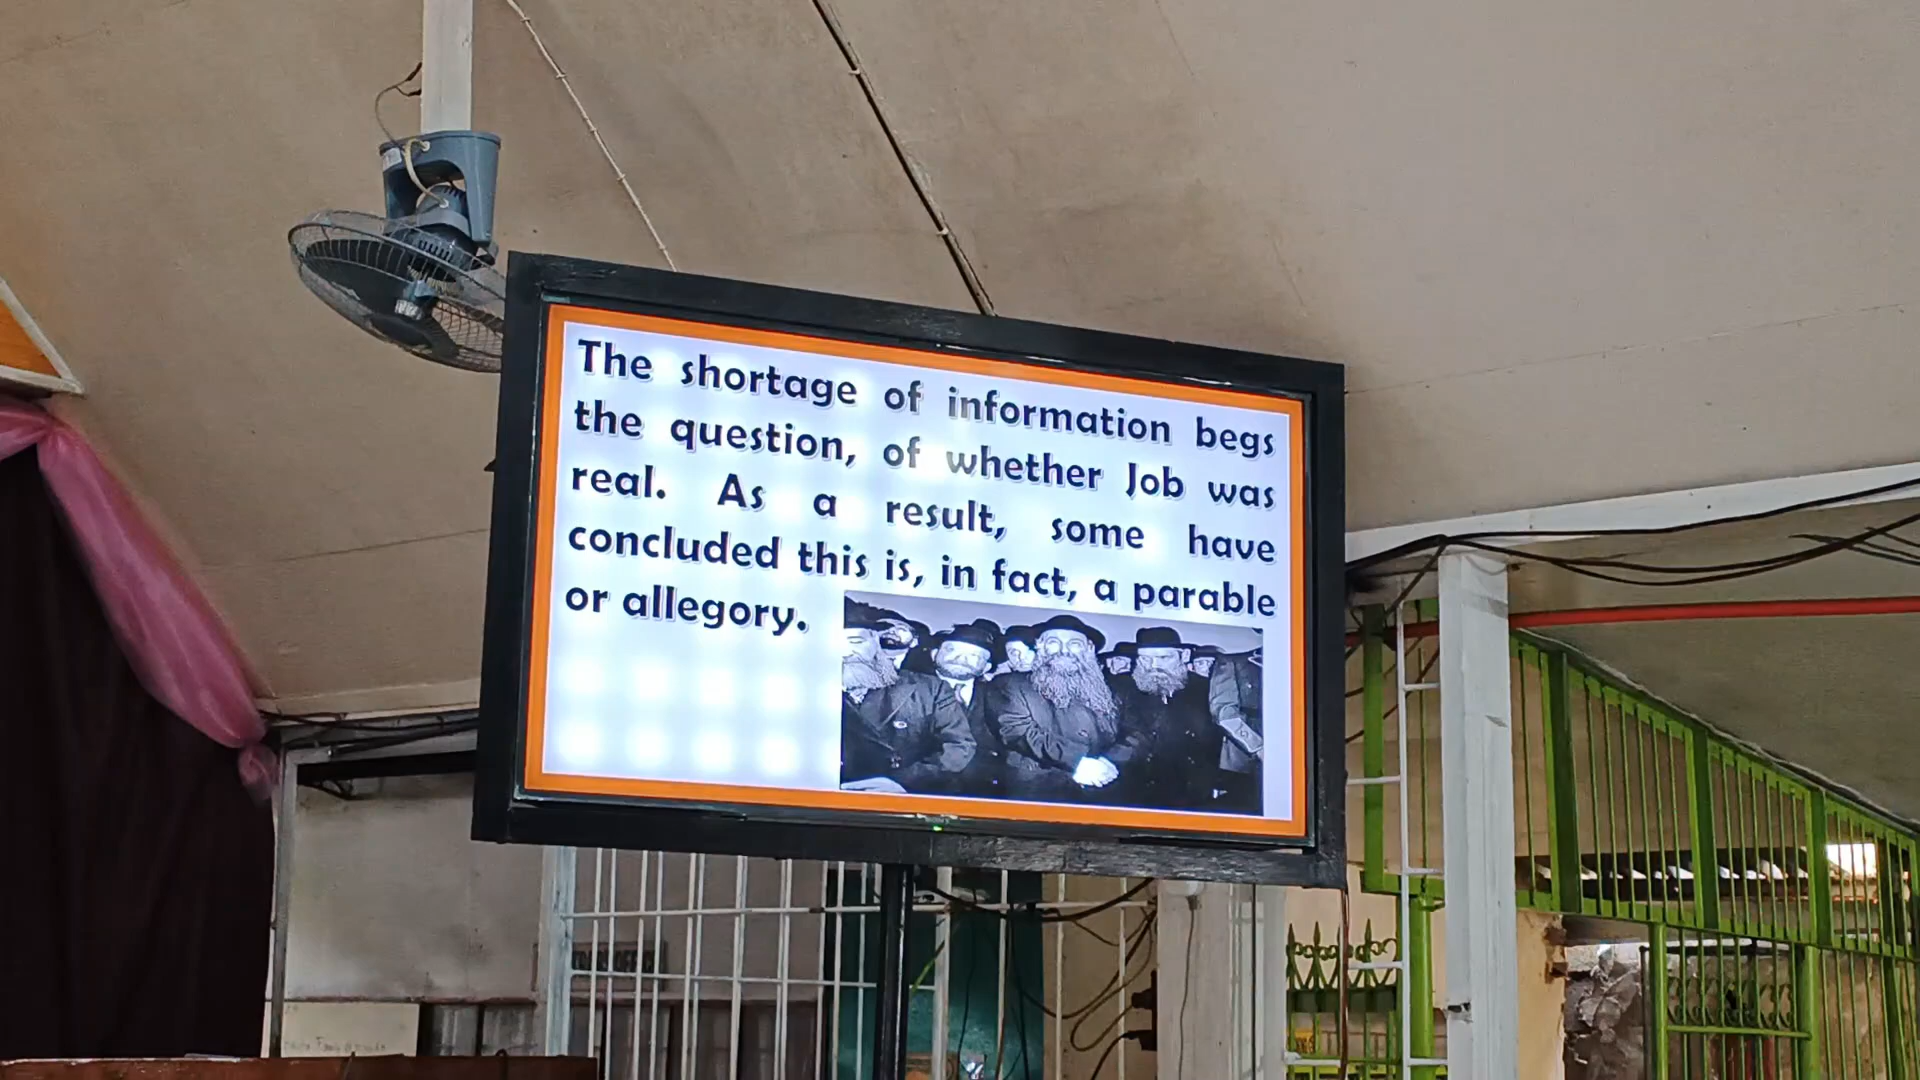 The shortage of information begs
the question, of whether Job was
real. As a result, some have
concluded this is, in fact, a parable
or allegory.